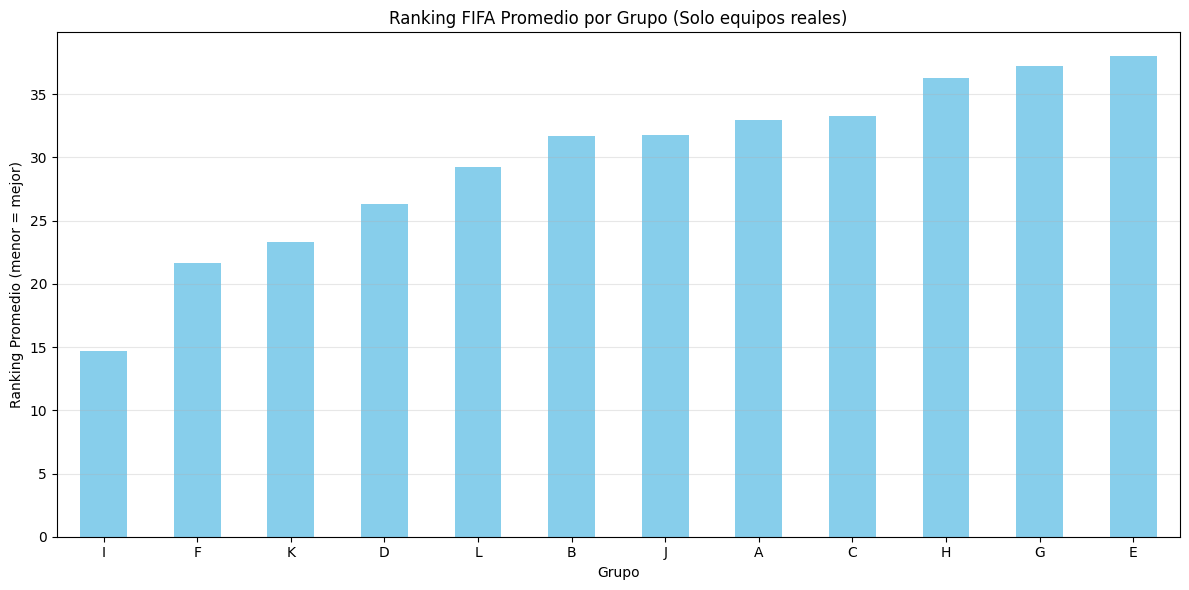 Ranking FIFA Promedio por Grupo (Solo equipos reales)
Ranking Promedio (menor = mejor)
35
30
25
20
15
10
5
0
I F K D L B J A C H G E
Grupo